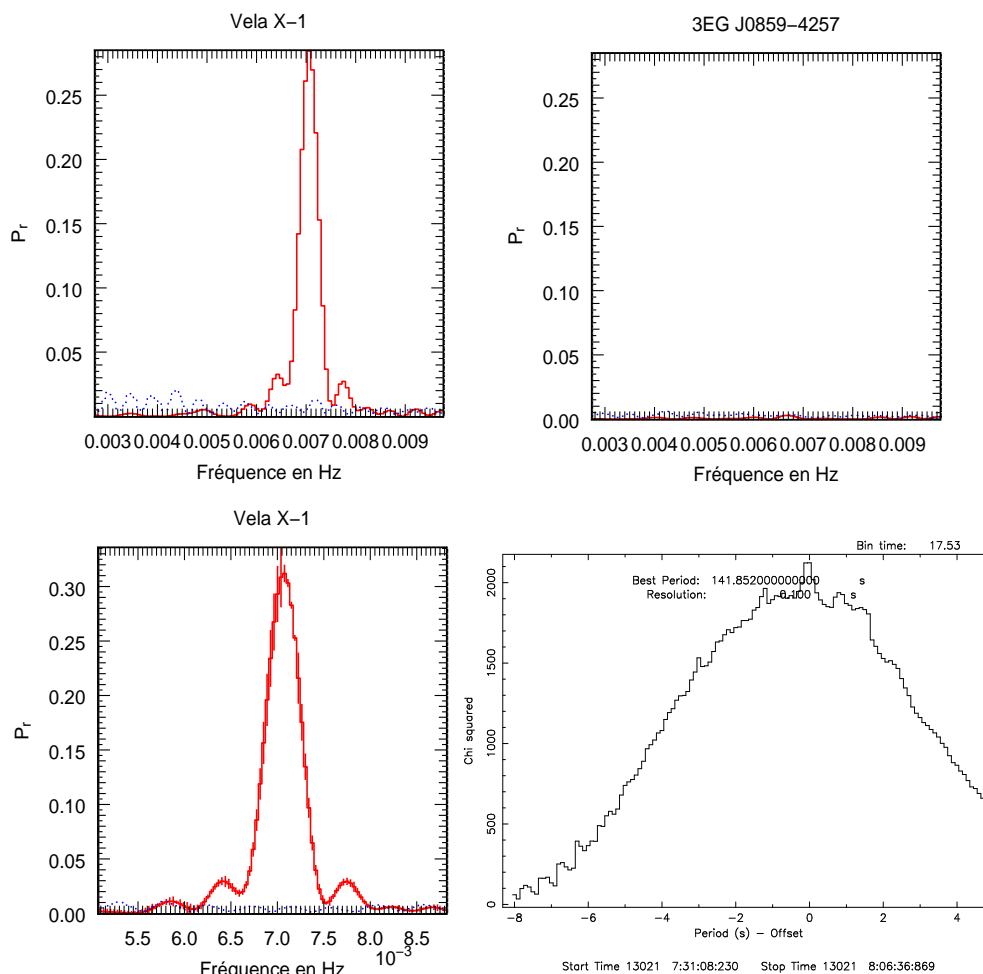 Vela X−1
3EG J0859−4257
0.25
0.20
0.15
0.10
0.05
Pr
0.003 0.004 0.005 0.006 0.007 0.008 0.009
Fréquence en Hz
0.25
0.20
0.15
0.10
0.05
0.00
Pr
0.003 0.004 0.005 0.006 0.007 0.008 0.009
Fréquence en Hz
Vela X−1
0.30
0.25
0.20
0.15
0.10
0.05
0.00
Pr
5.5 6.0 6.5 7.0 7.5 8.0 8.5
10−3
Fréquence en Hz
Bin time: 17.53
Best Period: 141.852000000000 s
Resolution: 0.100 s
2000
1500
1000
500
0
Chi squared
−8 −6 −4 −2 0 2 4
Period (s) − Offset
Start Time 13021 7:31:08:230 Stop Time 13021 8:06:36:869